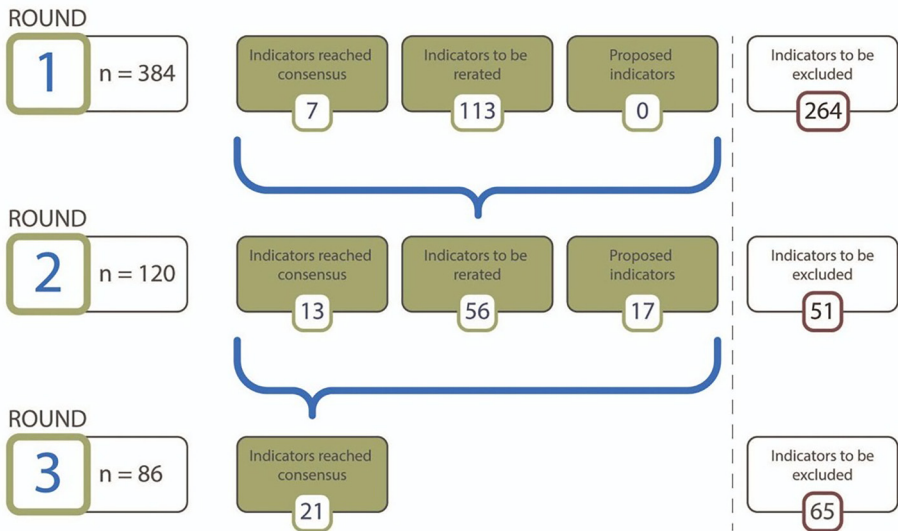 ROUND
1
n = 384
Indicators reached
consensus
7
Indicators to be
rerated
113
Proposed
indicators
0
Indicators to be
excluded
264
ROUND
2
n = 120
Indicators reached
consensus
13
Indicators to be
rerated
56
Proposed
indicators
17
Indicators to be
excluded
51
ROUND
3
n = 86
Indicators reached
consensus
21
Indicators to be
excluded
65